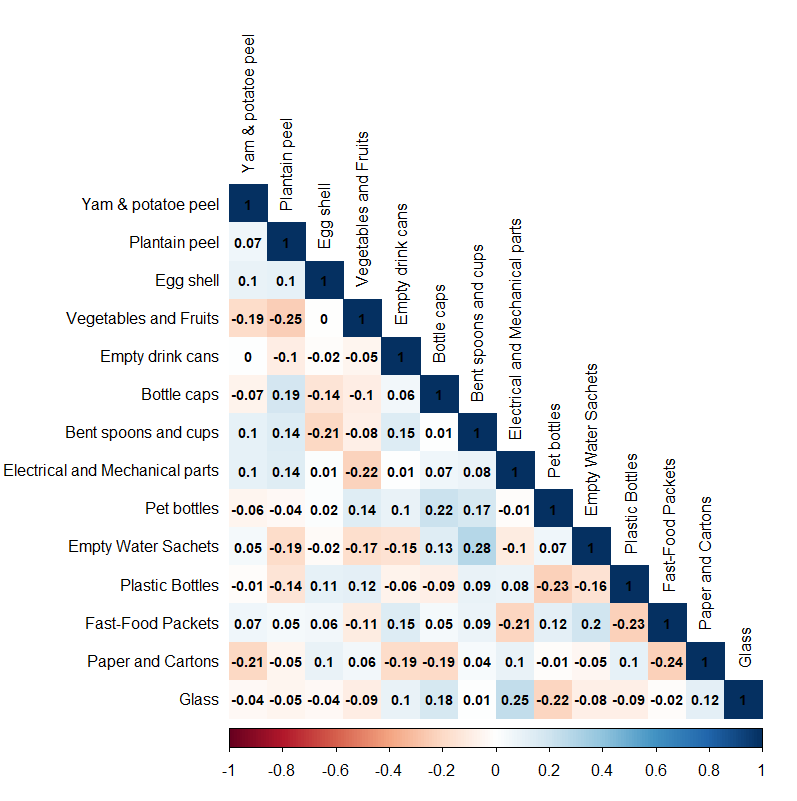 Yam & potatoe peel
Plantain peel
Egg shell
Vegetables and Fruits
Empty drink cans
Bottle caps
Bent spoons and cups
Electrical and Mechanical parts
Pet bottles
Empty Water Sachets
Plastic Bottles
Fast-Food Packets
Paper and Cartons
Glass
Yam & potatoe peel 1
Plantain peel 0.07 1
Egg shell 0.1 0.1 1
Vegetables and Fruits -0.19 -0.25 0 1
Empty drink cans 0 -0.1 -0.02 -0.05 1
Bottle caps -0.07 0.19 -0.14 -0.1 0.06 1
Bent spoons and cups 0.1 0.14 -0.21 -0.08 0.15 0.01 1
Electrical and Mechanical parts 0.1 0.14 0.01 -0.22 0.01 0.07 0.08 1
Pet bottles -0.06 -0.04 0.02 0.14 0.1 0.22 0.17 -0.01 1
Empty Water Sachets 0.05 -0.19 -0.02 -0.17 -0.15 0.13 0.28 -0.1 0.07 1
Plastic Bottles -0.01 -0.14 0.11 0.12 -0.06 -0.09 0.09 0.08 -0.23 -0.16 1
Fast-Food Packets 0.07 0.05 0.06 -0.11 0.15 0.05 0.09 -0.21 0.12 0.2 -0.23 1
Paper and Cartons -0.21 -0.05 0.1 0.06 -0.19 -0.19 0.04 0.1 -0.01 -0.05 0.1 -0.24 1
Glass -0.04 -0.05 -0.04 -0.09 0.1 0.18 0.01 0.25 -0.22 -0.08 -0.09 -0.02 0.12 1
-1 -0.8 -0.6 -0.4 -0.2 0 0.2 0.4 0.6 0.8 1